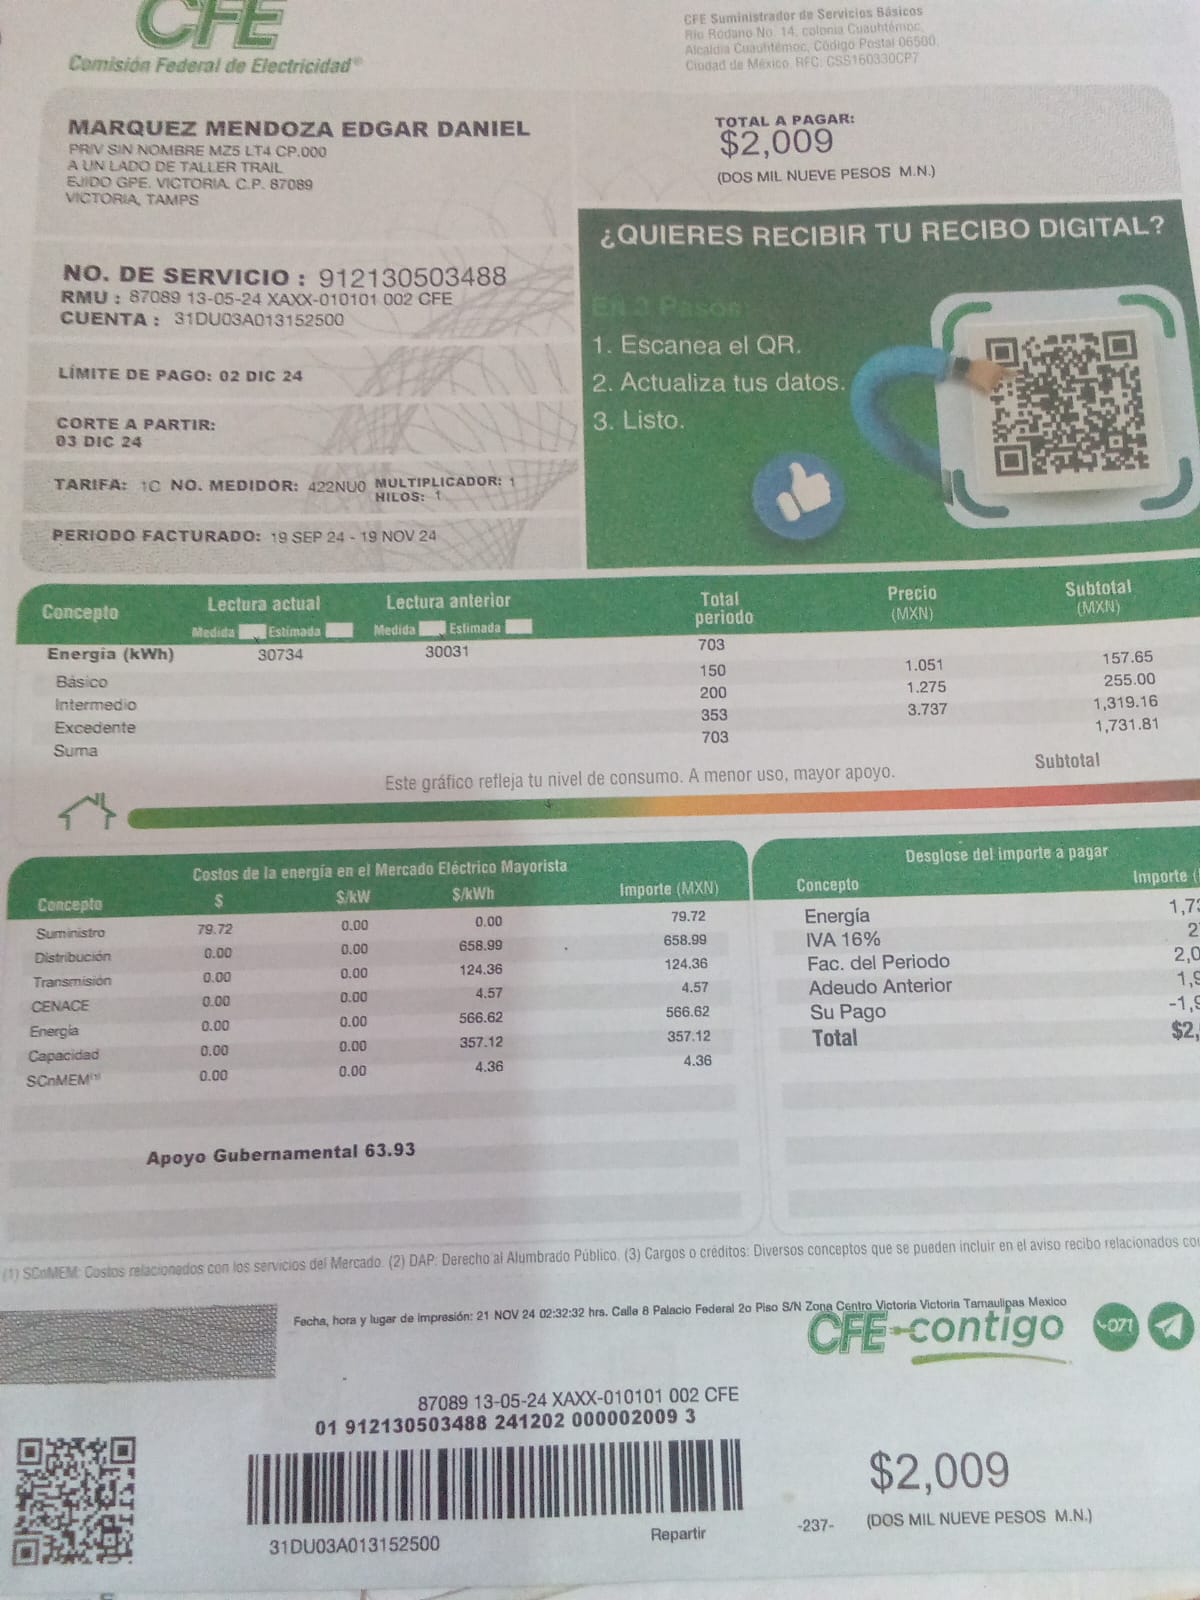 CFE
Comisión Federal de Electricidad®
CFE Suministrador de Servicios Básicos
Río Ródano No. 14, colonia Cuauhtémoc,
Alcaldía Cuauhtémoc, Código Postal 06500,
Ciudad de México. RFC: CSS160330CP7
MARQUEZ MENDOZA EDGAR DANIEL
PRIV SIN NOMBRE MZ5 LT4 CP.000
A UN LADO DE TALLER TRAIL
EJIDO GPE. VICTORIA. C.P. 87089
VICTORIA, TAMPS
TOTAL A PAGAR:
$2,009
(DOS MIL NUEVE PESOS M.N.)
NO. DE SERVICIO : 912130503488
RMU : 87089 13-05-24 XAXX-010101 002 CFE
CUENTA : 31DU03A013152500
LÍMITE DE PAGO: 02 DIC 24
CORTE A PARTIR:
03 DIC 24
TARIFA: 1C NO. MEDIDOR: 422NU0 MULTIPLICADOR: 1
HILOS: 1
PERIODO FACTURADO: 19 SEP 24 - 19 NOV 24
¿QUIERES RECIBIR TU RECIBO DIGITAL?
En 3 Pasos
1. Escanea el QR.
2. Actualiza tus datos.
3. Listo.
Concepto Lectura actual Lectura anterior Total periodo Precio (MXN) Subtotal (MXN)
Medida Estimada Medida Estimada
Energía (kWh) 30734 30031 703
Básico 150 1.051 157.65
Intermedio 200 1.275 255.00
Excedente 353 3.737 1,319.16
Suma 703 1,731.81
Este gráfico refleja tu nivel de consumo. A menor uso, mayor apoyo.
Subtotal
Costos de la energía en el Mercado Eléctrico Mayorista
Concepto $ $/kW $/kWh Importe (MXN)
Suministro 79.72 0.00 0.00 79.72
Distribución 0.00 0.00 658.99 658.99
Transmisión 0.00 0.00 124.36 124.36
CENACE 0.00 0.00 4.57 4.57
Energía 0.00 0.00 566.62 566.62
Capacidad 0.00 0.00 357.12 357.12
SCnMEM(1) 0.00 0.00 4.36 4.36
Apoyo Gubernamental 63.93
Desglose del importe a pagar
Concepto Importe (
Energía 1,73
IVA 16% 2
Fac. del Periodo 2,0
Adeudo Anterior 1,9
Su Pago -1,9
Total $2,
(1) SCnMEM: Costos relacionados con los servicios del Mercado. (2) DAP: Derecho al Alumbrado Público. (3) Cargos o créditos: Diversos conceptos que se pueden incluir en el aviso recibo relacionados co
Fecha, hora y lugar de impresión: 21 NOV 24 02:32:32 hrs. Calle 8 Palacio Federal 2o Piso S/N Zona Centro Victoria Victoria Tamaulipas Mexico
CFE contigo
071
87089 13-05-24 XAXX-010101 002 CFE
01 912130503488 241202 000002009 3
31DU03A013152500
Repartir
-237-
$2,009
(DOS MIL NUEVE PESOS M.N.)